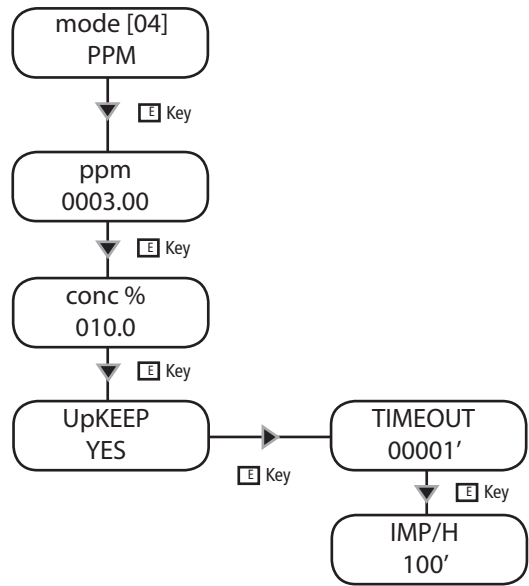 mode [04]
PPM
E Key
ppm
0003.00
E Key
conc %
010.0
E Key
UpKEEP
YES
E Key
TIMEOUT
00001’
E Key
IMP/H
100’